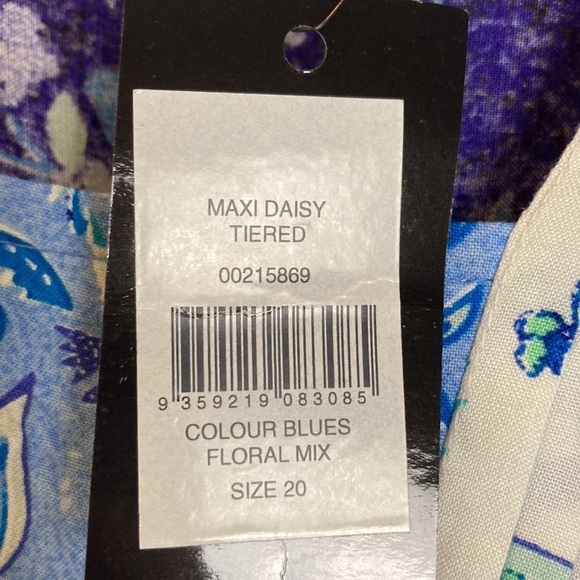 MAXI DAISY
TIERED
00215869
9 359219 083085
COLOUR BLUES
FLORAL MIX
SIZE 20